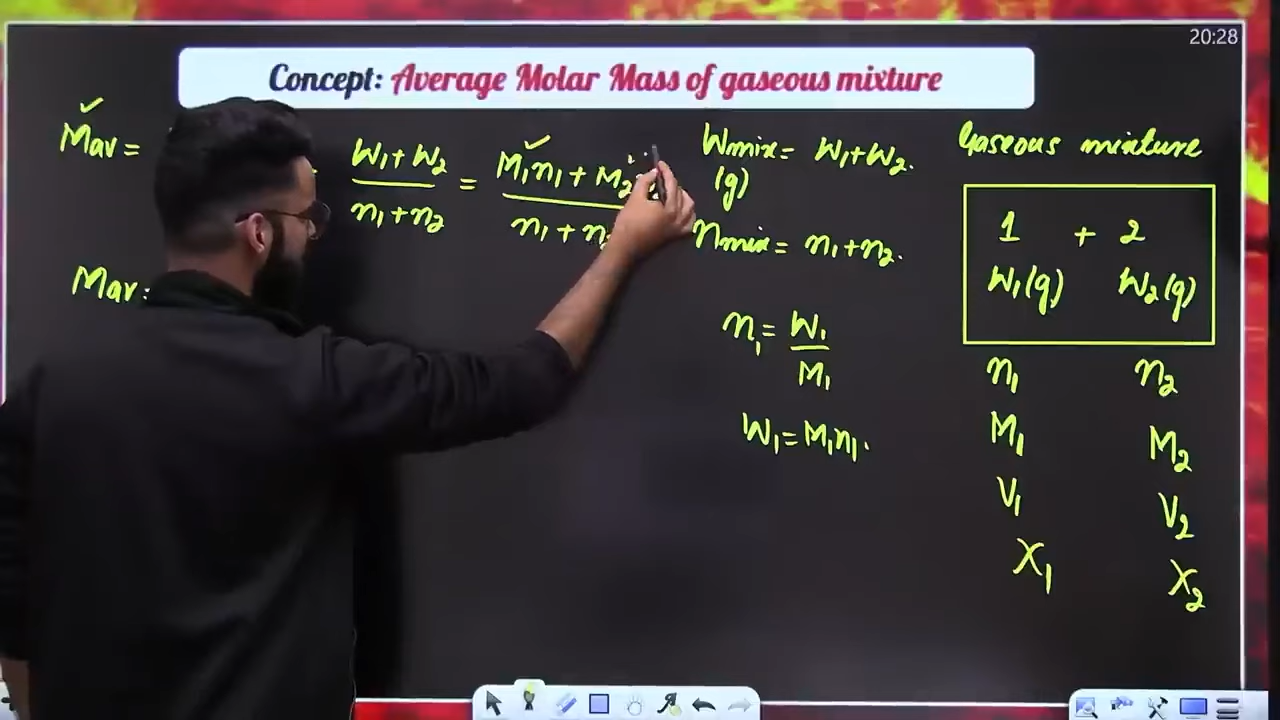 20:28
Concept: Average Molar Mass of gaseous mixture
Mav =
W₁+W₂ / n₁+n₂ = M₁n₁ + M₂ / n₁ + n₂
Wmix = W₁+W₂.
(g)
nmix = n₁+n₂.
n₁ = W₁ / M₁
W₁ = M₁n₁.
Mav
Gaseous mixture
1 + 2
W₁(g) W₂(g)
n₁ n₂
M₁ M₂
V₁ V₂
X₁ X₂